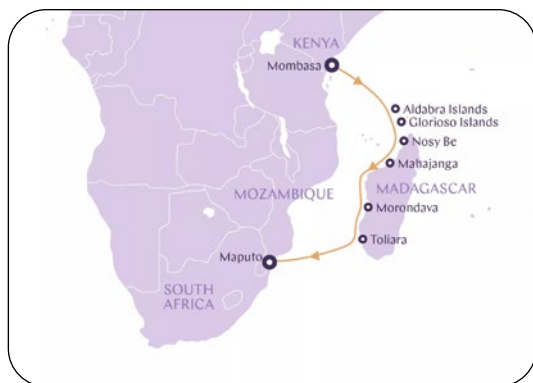 KENYA
Mombasa
Aldabra Islands
Glorioso Islands
Nosy Be
Mahajanga
MOZAMBIQUE
MADAGASCAR
Morondava
Toliara
Maputo
SOUTH
AFRICA